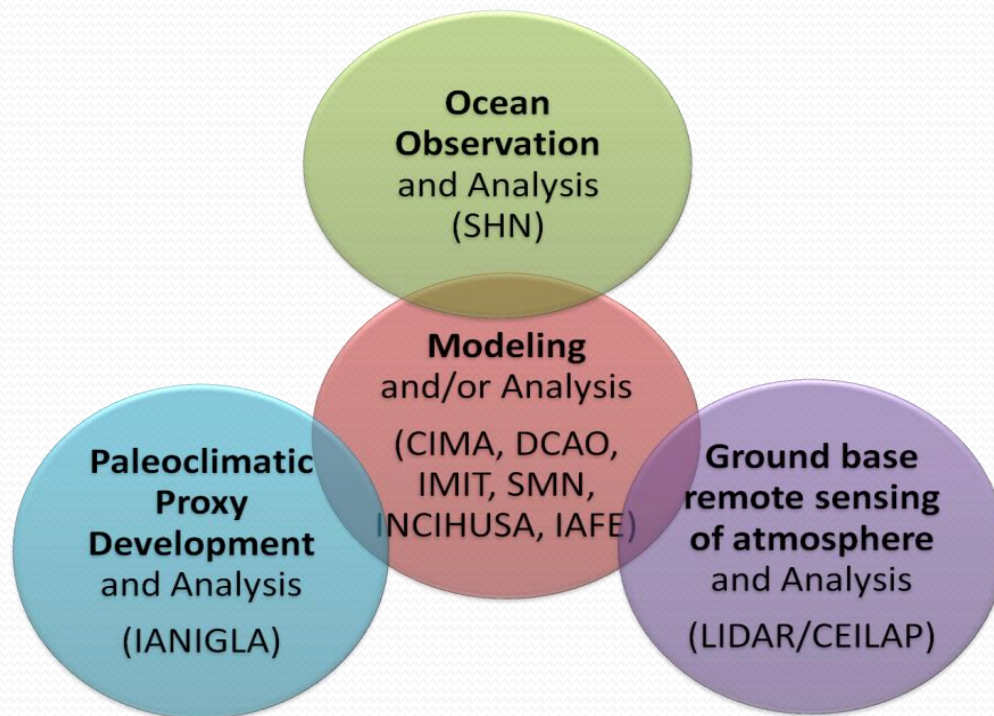 Ocean
Observation
and Analysis
(SHN)
Modeling
and/or Analysis
(CIMA, DCAO,
IMIT, SMN,
INCIHUSA, IAFE)
Paleoclimatic
Proxy
Development
and Analysis
(IANIGLA)
Ground base
remote sensing
of atmosphere
and Analysis
(LIDAR/CEILAP)